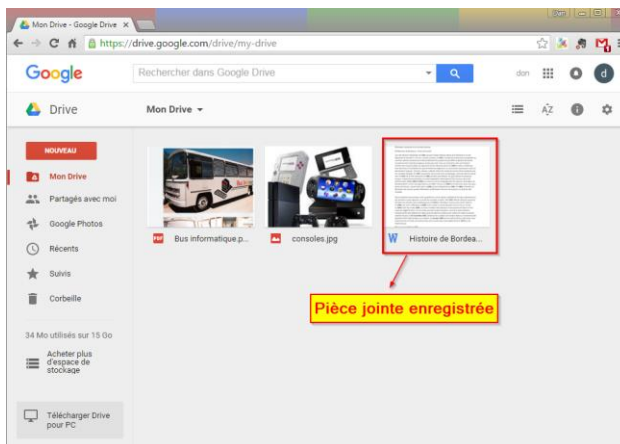 Mon Drive - Google Drive
https://drive.google.com/drive/my-drive
Google
Rechercher dans Google Drive
don
d
Drive
Mon Drive
AZ
NOUVEAU
Mon Drive
Partagés avec moi
Google Photos
Récents
Suivis
Corbeille
34 Mo utilisés sur 15 Go
Acheter plus
d'espace de
stockage
Télécharger Drive
pour PC
PDF
Bus informatique.p...
consoles.jpg
W
Histoire de Bordea...
Pièce jointe enregistrée